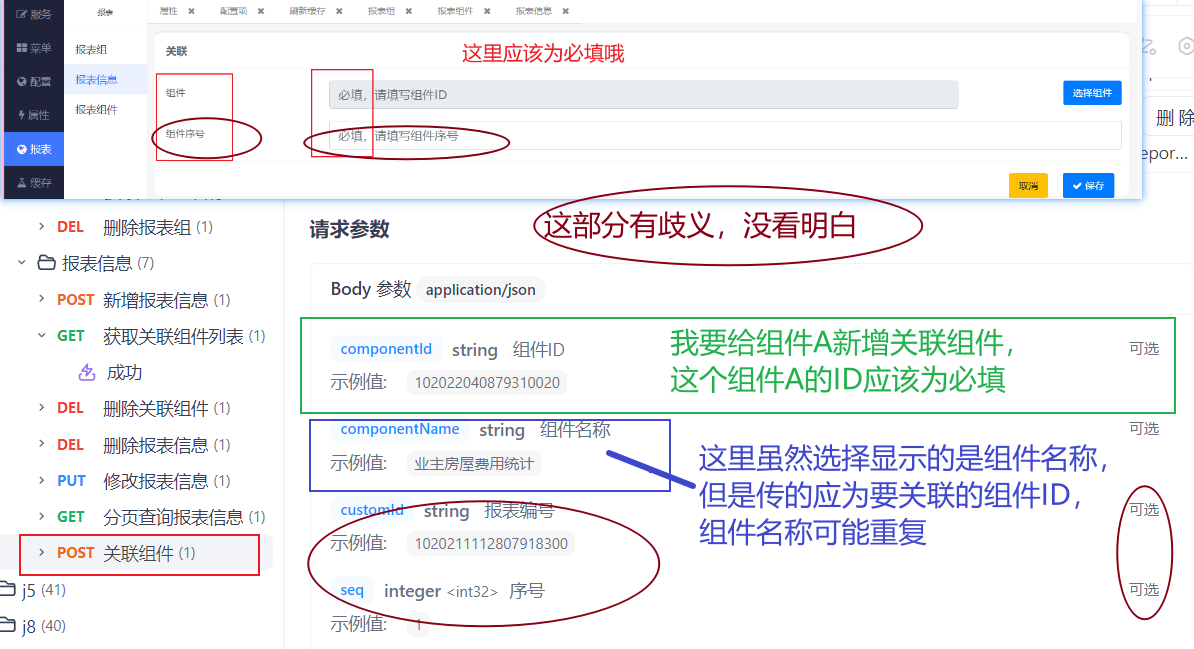 服务
报表
属性 ✖ 配置项 ✖ 刷新缓存 ✖ 报表组 ✖ 报表组件 ✖ 报表信息 ✖
菜单
报表组
关联
这里应该为必填哦
配置
报表信息
组件
必填，请填写组件ID
选择组件
属性
报表组件
组件序号
必填，请填写组件序号
删 除
报表
epor...
缓存
取消
保存
DEL 删除报表组 (1)
请求参数
这部分有歧义，没看明白
报表信息 (7)
Body 参数 application/json
POST 新增报表信息 (1)
GET 获取关联组件列表 (1)
componentId string 组件ID
可选
我要给组件A新增关联组件，
这个组件A的ID应该为必填
成功
示例值: 102022040879310020
DEL 删除关联组件 (1)
componentName string 组件名称
可选
DEL 删除报表信息 (1)
示例值: 业主房屋费用统计
这里虽然选择显示的是组件名称，
但是传的应为要关联的组件ID，
组件名称可能重复
PUT 修改报表信息 (1)
GET 分页查询报表信息 (1)
customId string 报表编号
可选
POST 关联组件 (1)
示例值: 1020211112807918300
j5 (41)
seq integer <int32> 序号
可选
j8 (40)
示例值: 1